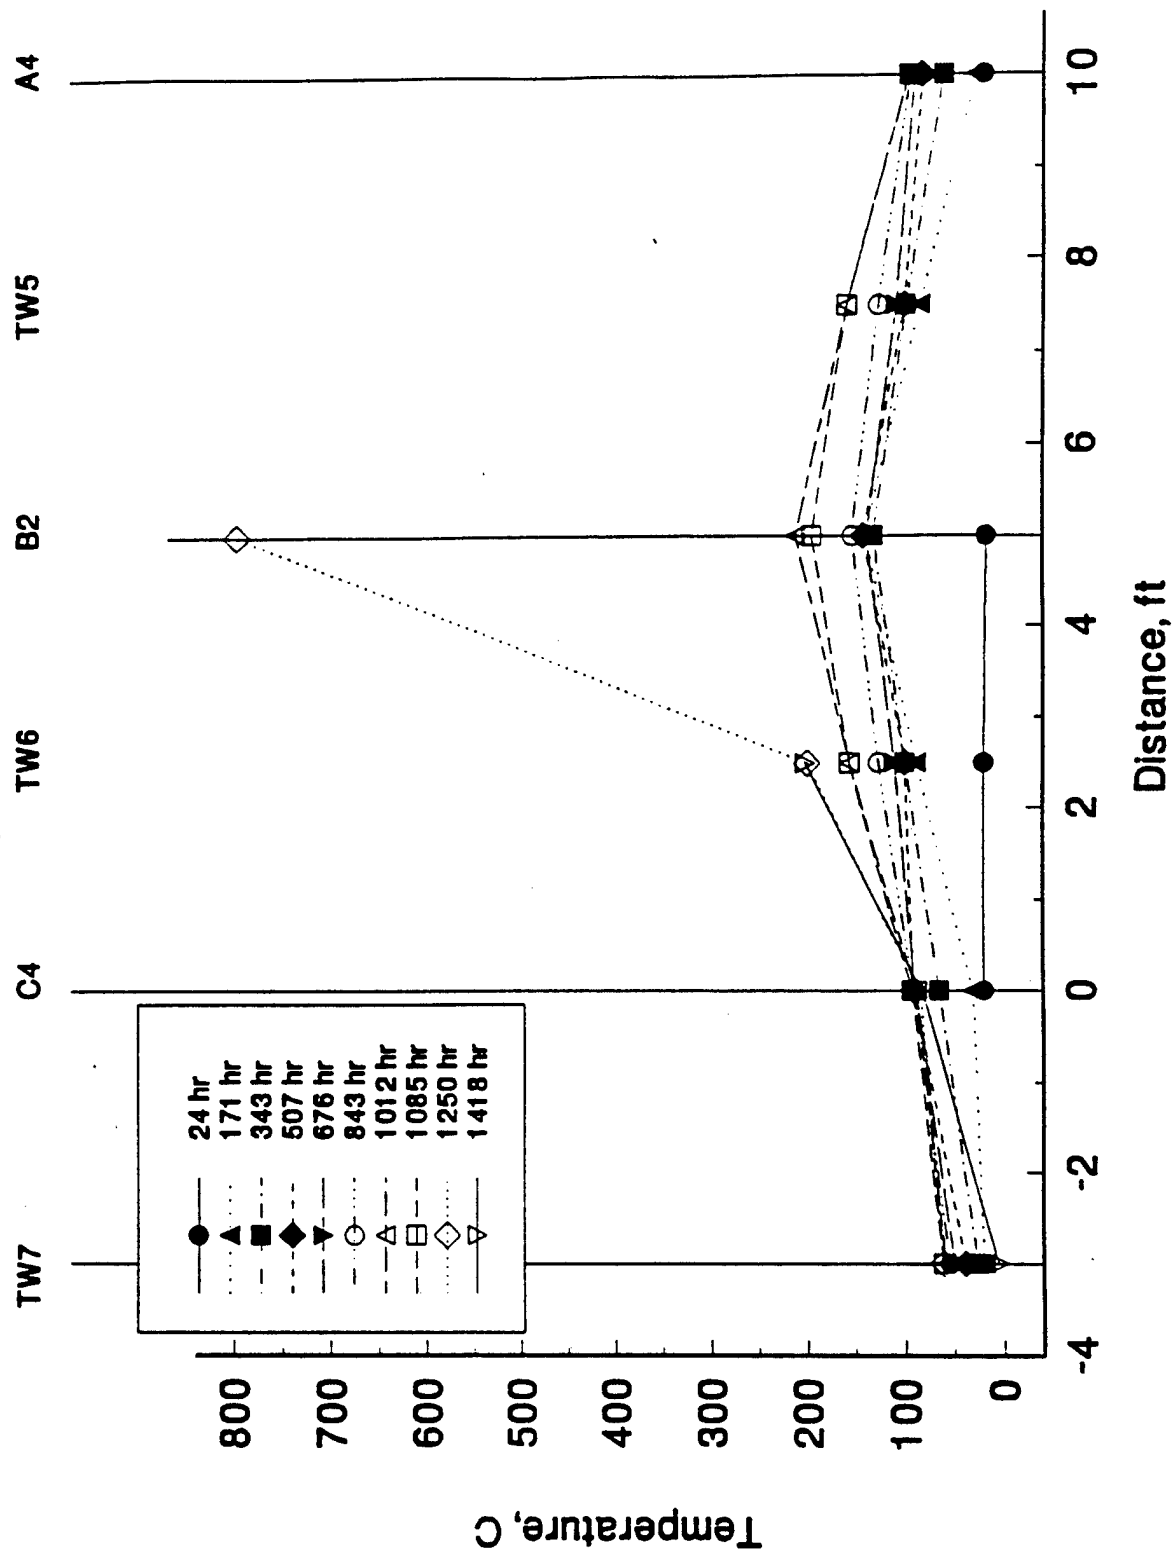 TW7 C4 TW6 B2 TW5 A4
24 hr
171 hr
343 hr
507 hr
676 hr
843 hr
1012 hr
1085 hr
1250 hr
1418 hr
Temperature, C
800
700
600
500
400
300
200
100
0
-4 -2 0 2 4 6 8 10
Distance, ft